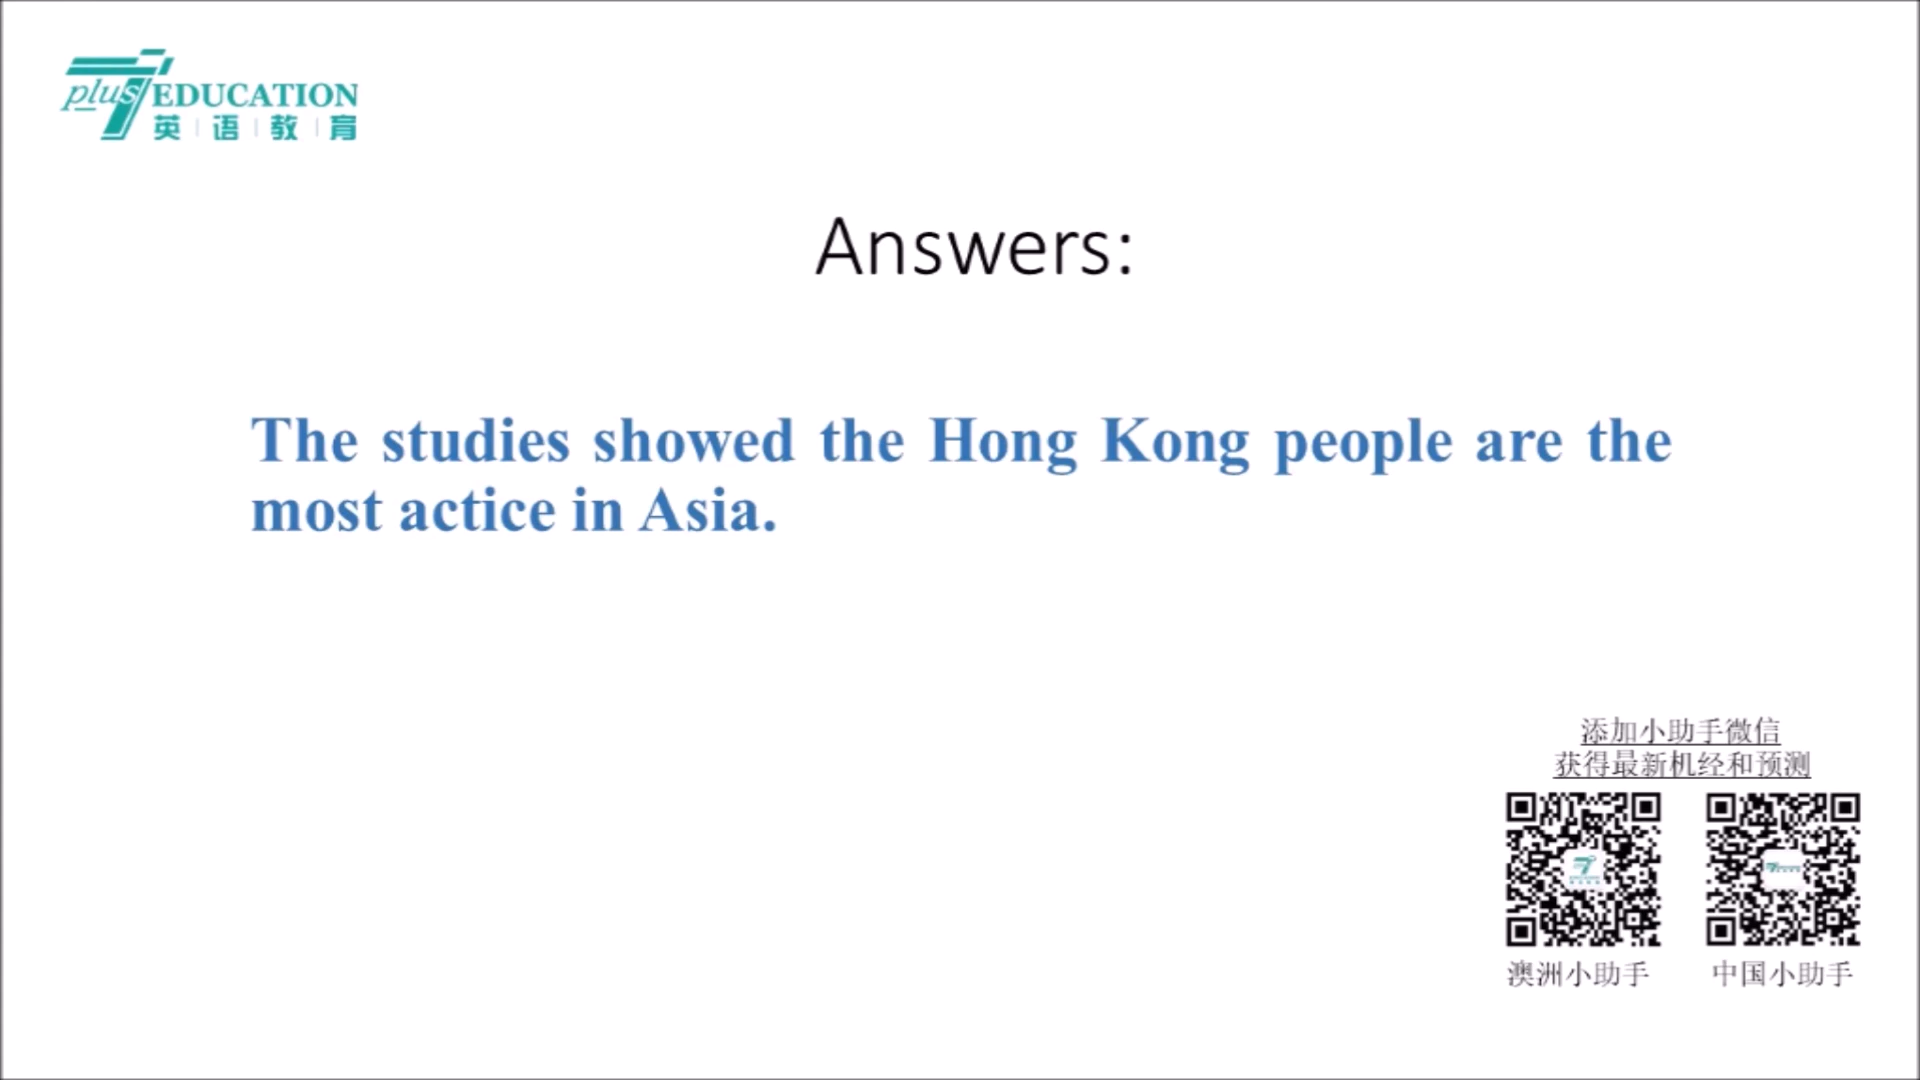 plus 7 EDUCATION
英 语 教 育
Answers:
The studies showed the Hong Kong people are the
most actice in Asia.
添加小助手微信
获得最新机经和预测
澳洲小助手
中国小助手